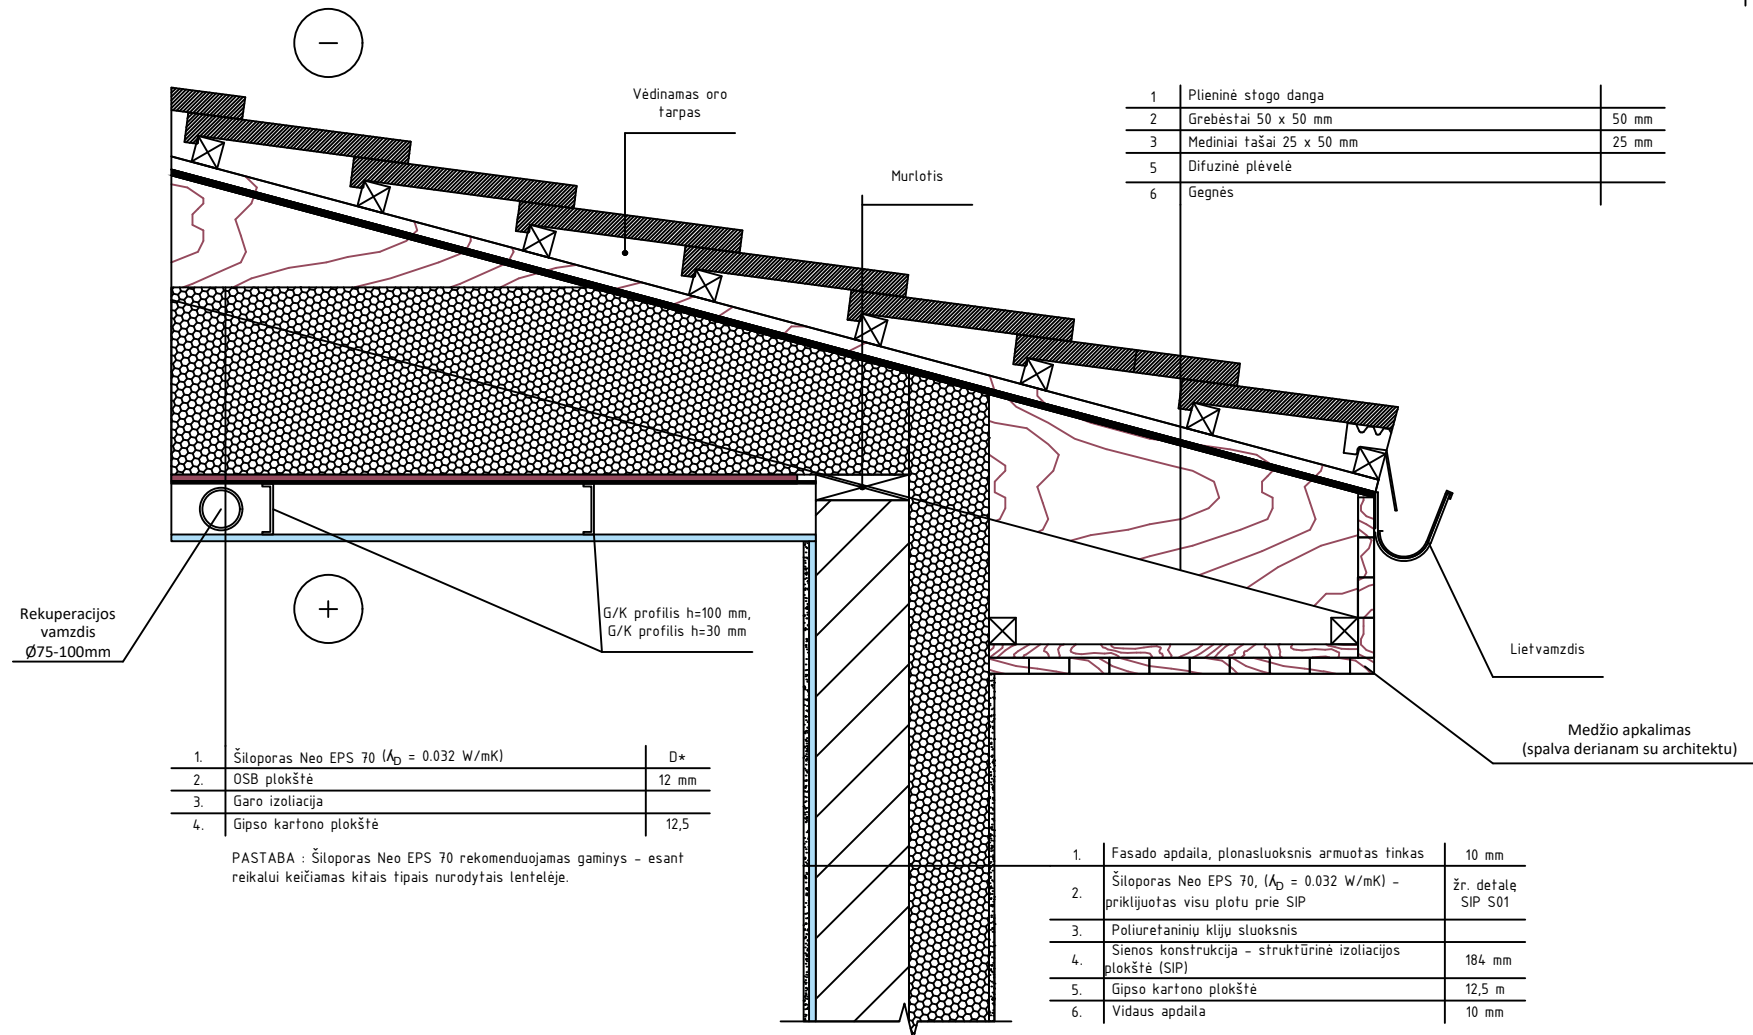 Vėdinamas oro
tarpas
Murlotis
1 Plieninė stogo danga
2 Grebėstai 50 x 50 mm 50 mm
3 Mediniai tašai 25 x 50 mm 25 mm
5 Difuzinė plėvelė
6 Gegnės
Rekuperacijos
vamzdis
Ø75-100mm
G/K profilis h=100 mm,
G/K profilis h=30 mm
Lietvamzdis
Medžio apkalimas
(spalva derianam su architektu)
1. Šiloporas Neo EPS 70 (ʎD = 0.032 W/mK) D*
2. OSB plokštė 12 mm
3. Garo izoliacija
4. Gipso kartono plokštė 12,5
PASTABA : Šiloporas Neo EPS 70 rekomenduojamas gaminys - esant
reikalui keičiamas kitais tipais nurodytais lentelėje.
1. Fasado apdaila, plonasluoksnis armuotas tinkas 10 mm
2. Šiloporas Neo EPS 70, (ʎD = 0.032 W/mK) -
priklijuotas visu plotu prie SIP
žr. detalę
SIP S01
3. Poliuretaninių klijų sluoksnis
4. Sienos konstrukcija - struktūrinė izoliacijos
plokštė (SIP)
184 mm
5. Gipso kartono plokštė 12,5 m
6. Vidaus apdaila 10 mm